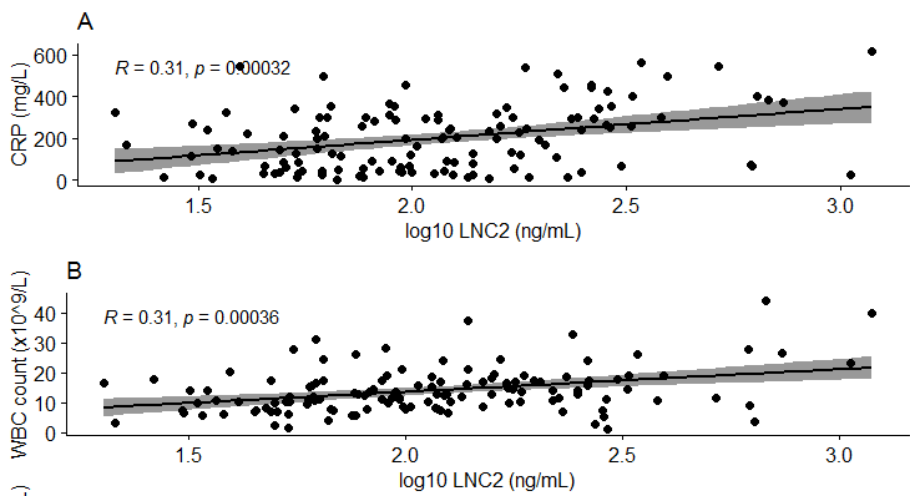 A
R = 0.31, p = 0.00032
CRP (mg/L)
600
400
200
0
1.5 2.0 2.5 3.0
log10 LNC2 (ng/mL)
B
R = 0.31, p = 0.00036
WBC count (x10^9/L)
40
30
20
10
0
1.5 2.0 2.5 3.0
log10 LNC2 (ng/mL)